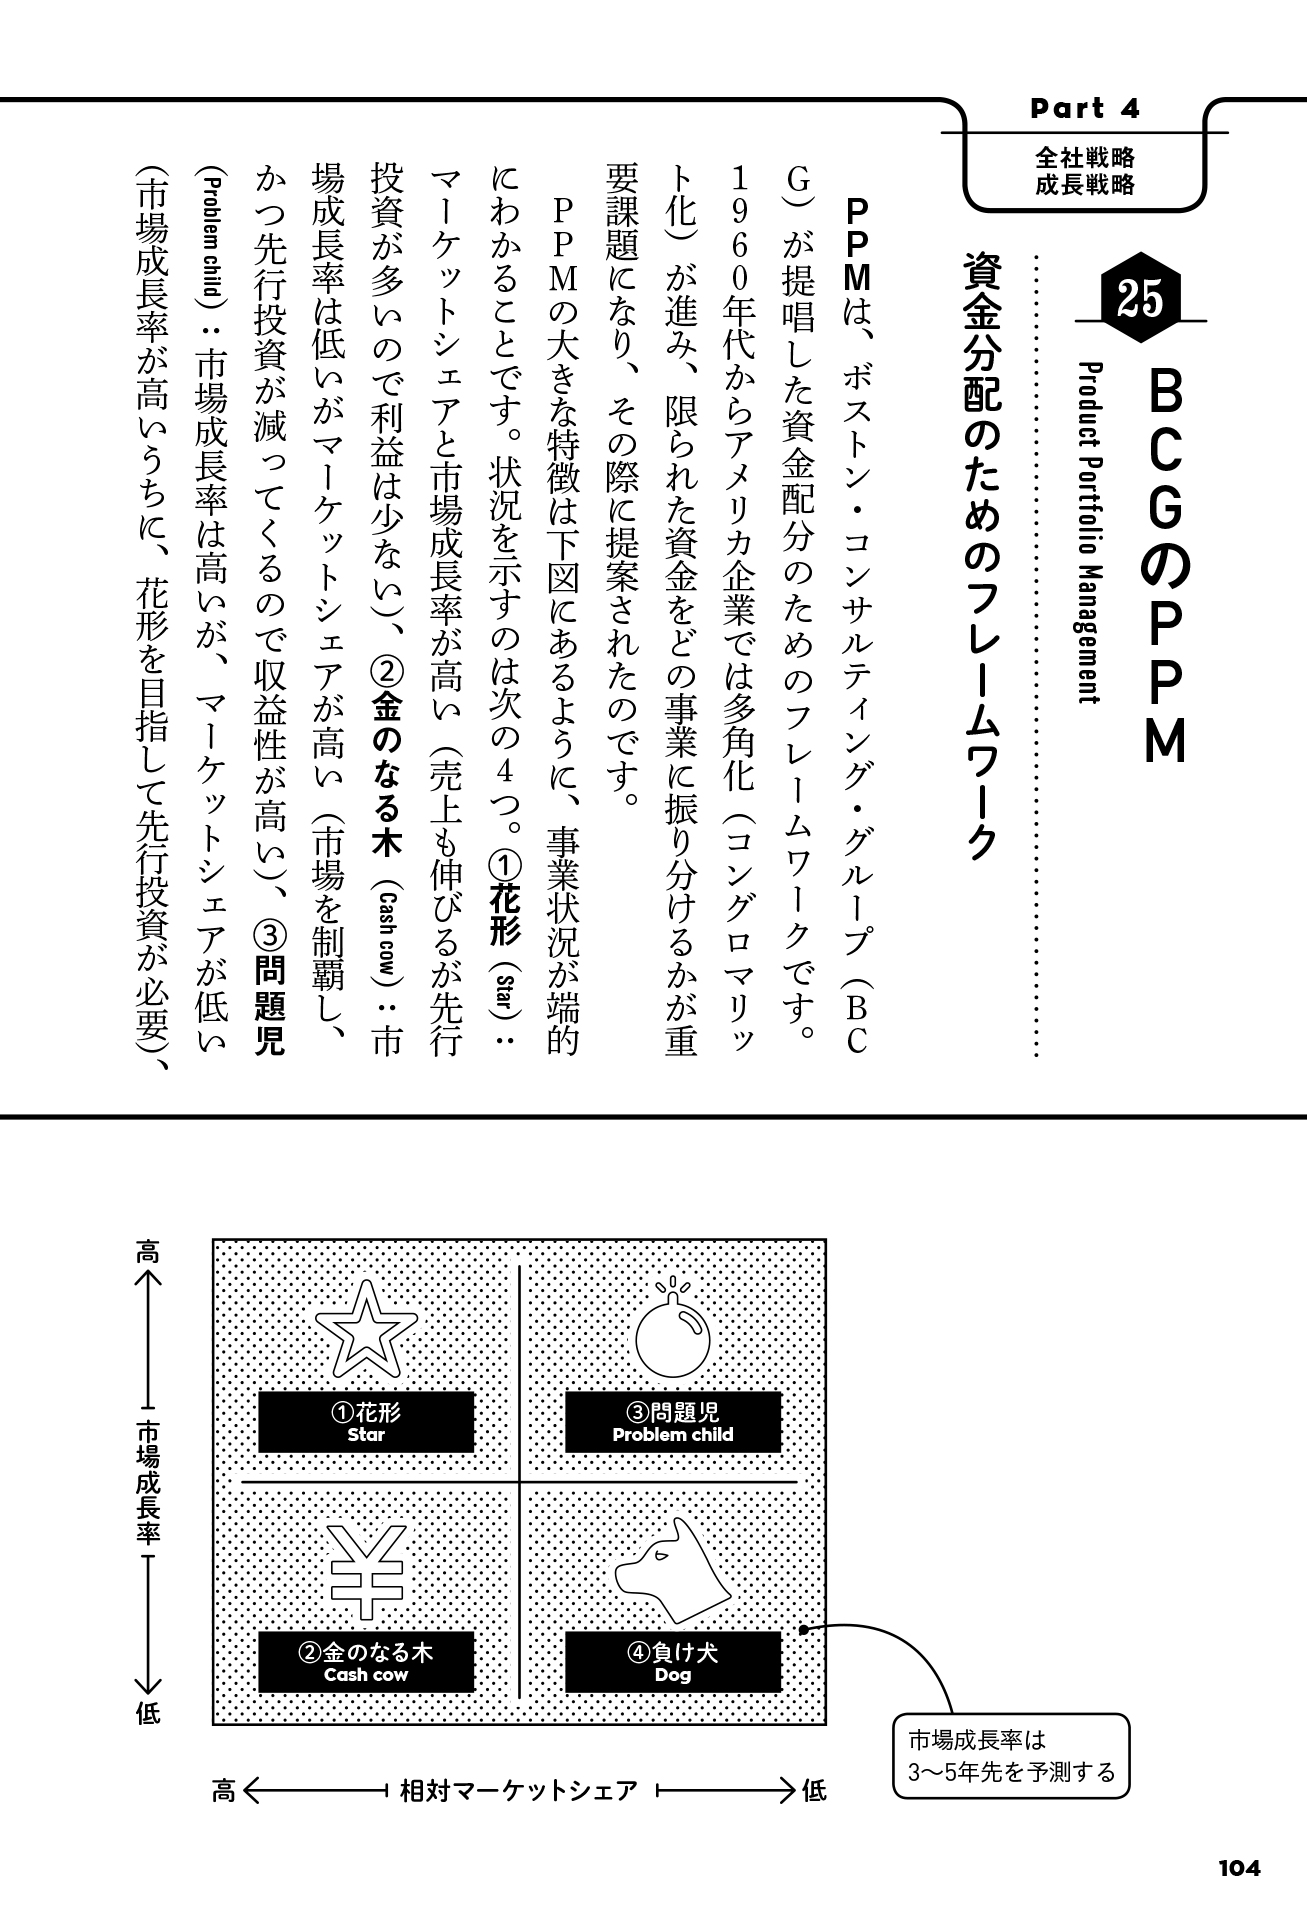 Part 4
全社戦略
成長戦略
25
BCGのPPM
Product Portfolio Management
資金分配のためのフレームワーク
PPMは、ボストン・コンサルティング・グループ（BC
G）が提唱した資金配分のためのフレームワークです。
1960年代からアメリカ企業では多角化（コングロマリッ
ト化）が進み、限られた資金をどの事業に振り分けるかが重
要課題になり、その際に提案されたのです。
PPMの大きな特徴は下図にあるように、事業状況が端的
にわかることです。状況を示すのは次の4つ。①花形（Star）：
マーケットシェアと市場成長率が高い（売上も伸びるが先行
投資が多いので利益は少ない）、②金のなる木（Cash cow）：市
場成長率は低いがマーケットシェアが高い（市場を制覇し、
かつ先行投資が減ってくるので収益性が高い）、③問題児
（Problem child）：市場成長率は高いが、マーケットシェアが低い
（市場成長率が高いうちに、花形を目指して先行投資が必要）、
高
市場成長率
低
①花形
Star
③問題児
Problem child
②金のなる木
Cash cow
④負け犬
Dog
高
相対マーケットシェア
低
市場成長率は
3〜5年先を予測する
104